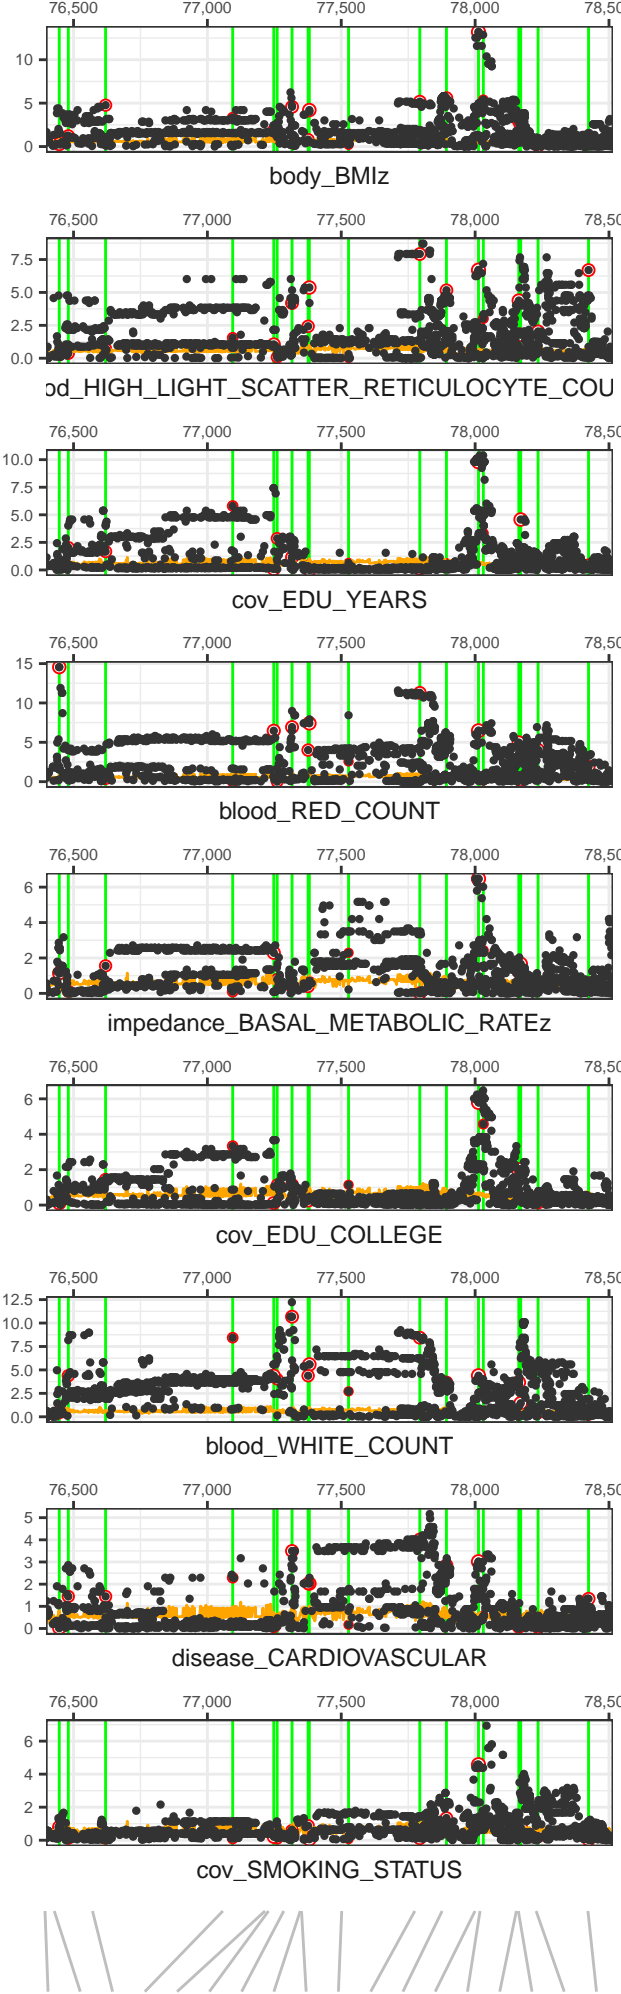 76,500 77,000 77,500 78,000 78,50
10
5
0
body_BMIz
76,500 77,000 77,500 78,000 78,50
7.5
5.0
2.5
0.0
od_HIGH_LIGHT_SCATTER_RETICULOCYTE_COU
76,500 77,000 77,500 78,000 78,50
10.0
7.5
5.0
2.5
0.0
cov_EDU_YEARS
76,500 77,000 77,500 78,000 78,50
15
10
5
0
blood_RED_COUNT
76,500 77,000 77,500 78,000 78,50
6
4
2
0
impedance_BASAL_METABOLIC_RATEz
76,500 77,000 77,500 78,000 78,50
6
4
2
0
cov_EDU_COLLEGE
76,500 77,000 77,500 78,000 78,50
12.5
10.0
7.5
5.0
2.5
0.0
blood_WHITE_COUNT
76,500 77,000 77,500 78,000 78,50
5
4
3
2
1
0
disease_CARDIOVASCULAR
76,500 77,000 77,500 78,000 78,50
6
4
2
0
cov_SMOKING_STATUS